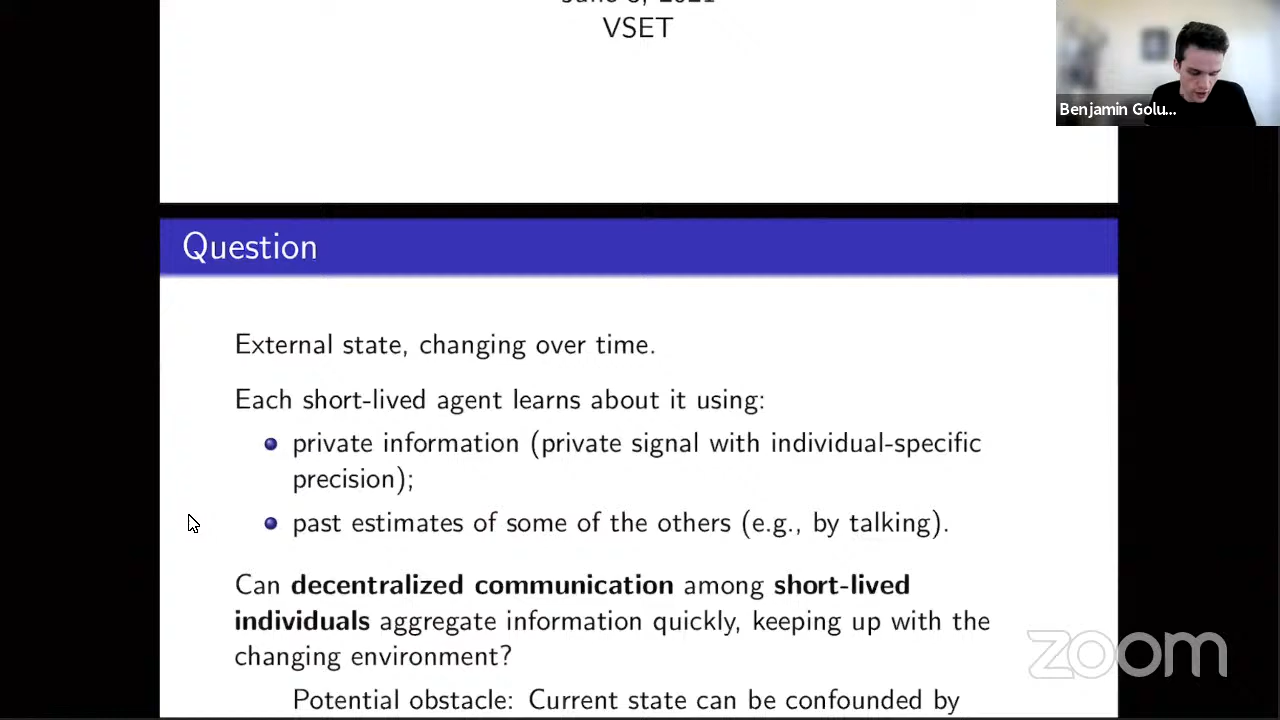 VSET
Benjamin Golu...
Question
External state, changing over time.
Each short-lived agent learns about it using:
private information (private signal with individual-specific
precision);
past estimates of some of the others (e.g., by talking).
Can decentralized communication among short-lived
individuals aggregate information quickly, keeping up with the
changing environment?
Potential obstacle: Current state can be confounded by
zoom